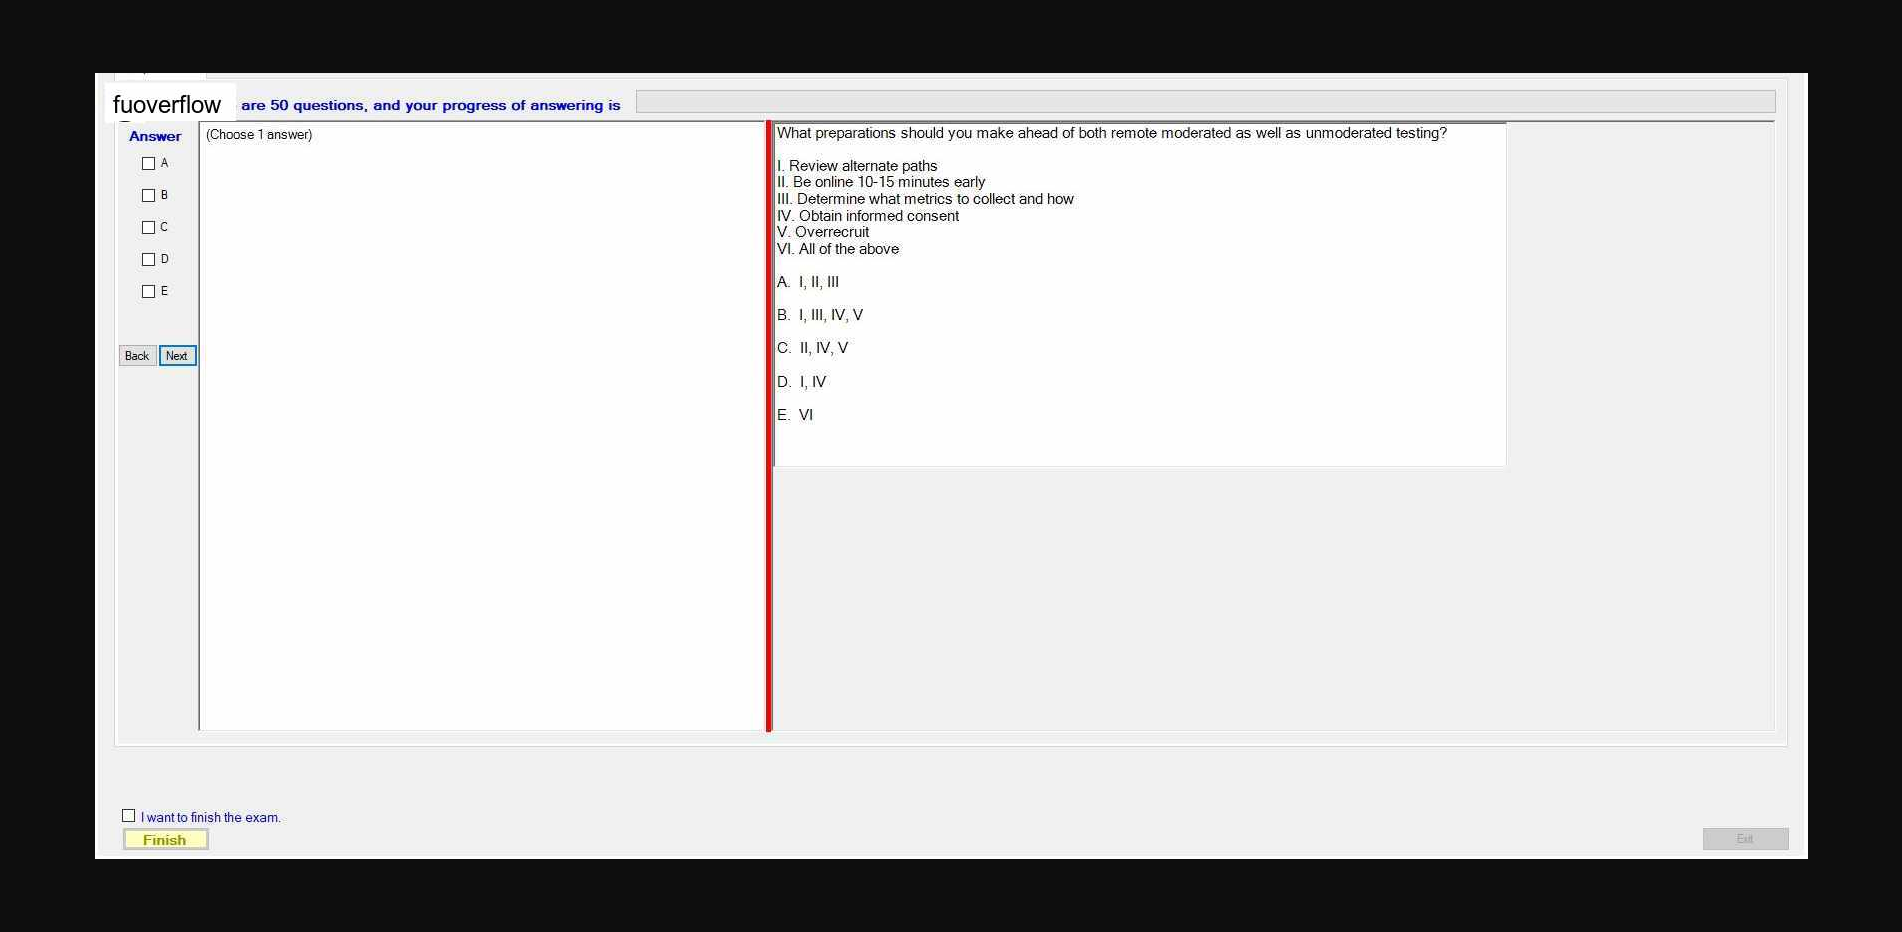 fuoverflow are 50 questions, and your progress of answering is
Answer
(Choose 1 answer)
A
B
C
D
E
Back Next
What preparations should you make ahead of both remote moderated as well as unmoderated testing?
I. Review alternate paths
II. Be online 10-15 minutes early
III. Determine what metrics to collect and how
IV. Obtain informed consent
V. Overrecruit
VI. All of the above
A. I, II, III
B. I, III, IV, V
C. II, IV, V
D. I, IV
E. VI
I want to finish the exam.
Finish
Exit